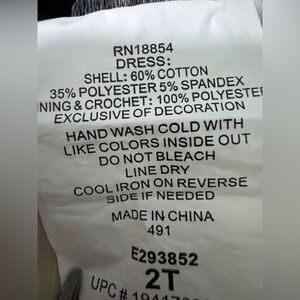 RN18854
DRESS:
SHELL: 60% COTTON
35% POLYESTER 5% SPANDEX
NING & CROCHET: 100% POLYESTER
EXCLUSIVE OF DECORATION
HAND WASH COLD WITH
LIKE COLORS INSIDE OUT
DO NOT BLEACH
LINE DRY
COOL IRON ON REVERSE
SIDE IF NEEDED
MADE IN CHINA
491
E293852
2T
UPC #